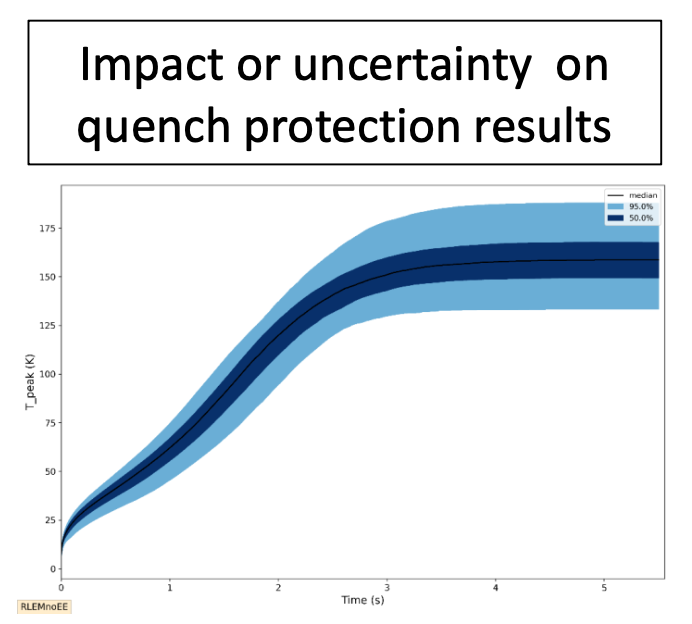 Impact or uncertainty  on
quench protection results
median
95.0%
50.0%
175
150
125
100
75
50
25
0
T_peak (K)
0 1 2 3 4 5
Time (s)
RLEMnoEE